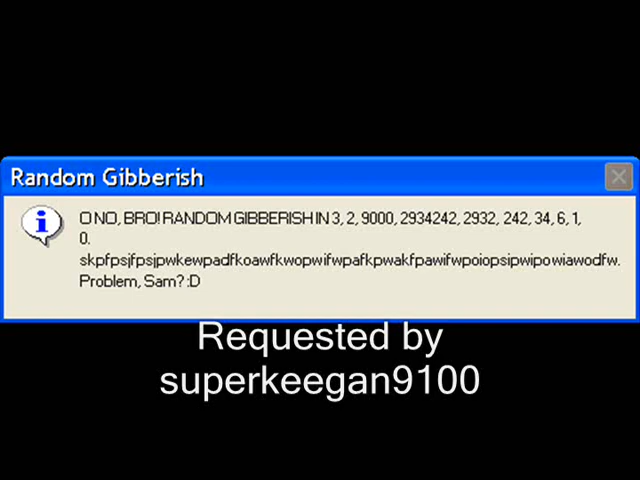 Random Gibberish
O NO, BRO! RANDOM GIBBERISH IN 3, 2, 9000, 2934242, 2932, 242, 34, 6, 1,
0.
skpfpsjfpsjpwkewpadfkoawfkwopwifwpafkpwakfpawifwpoiopsipwipowiawodfw.
Problem, Sam? :D
Requested by
superkeegan9100